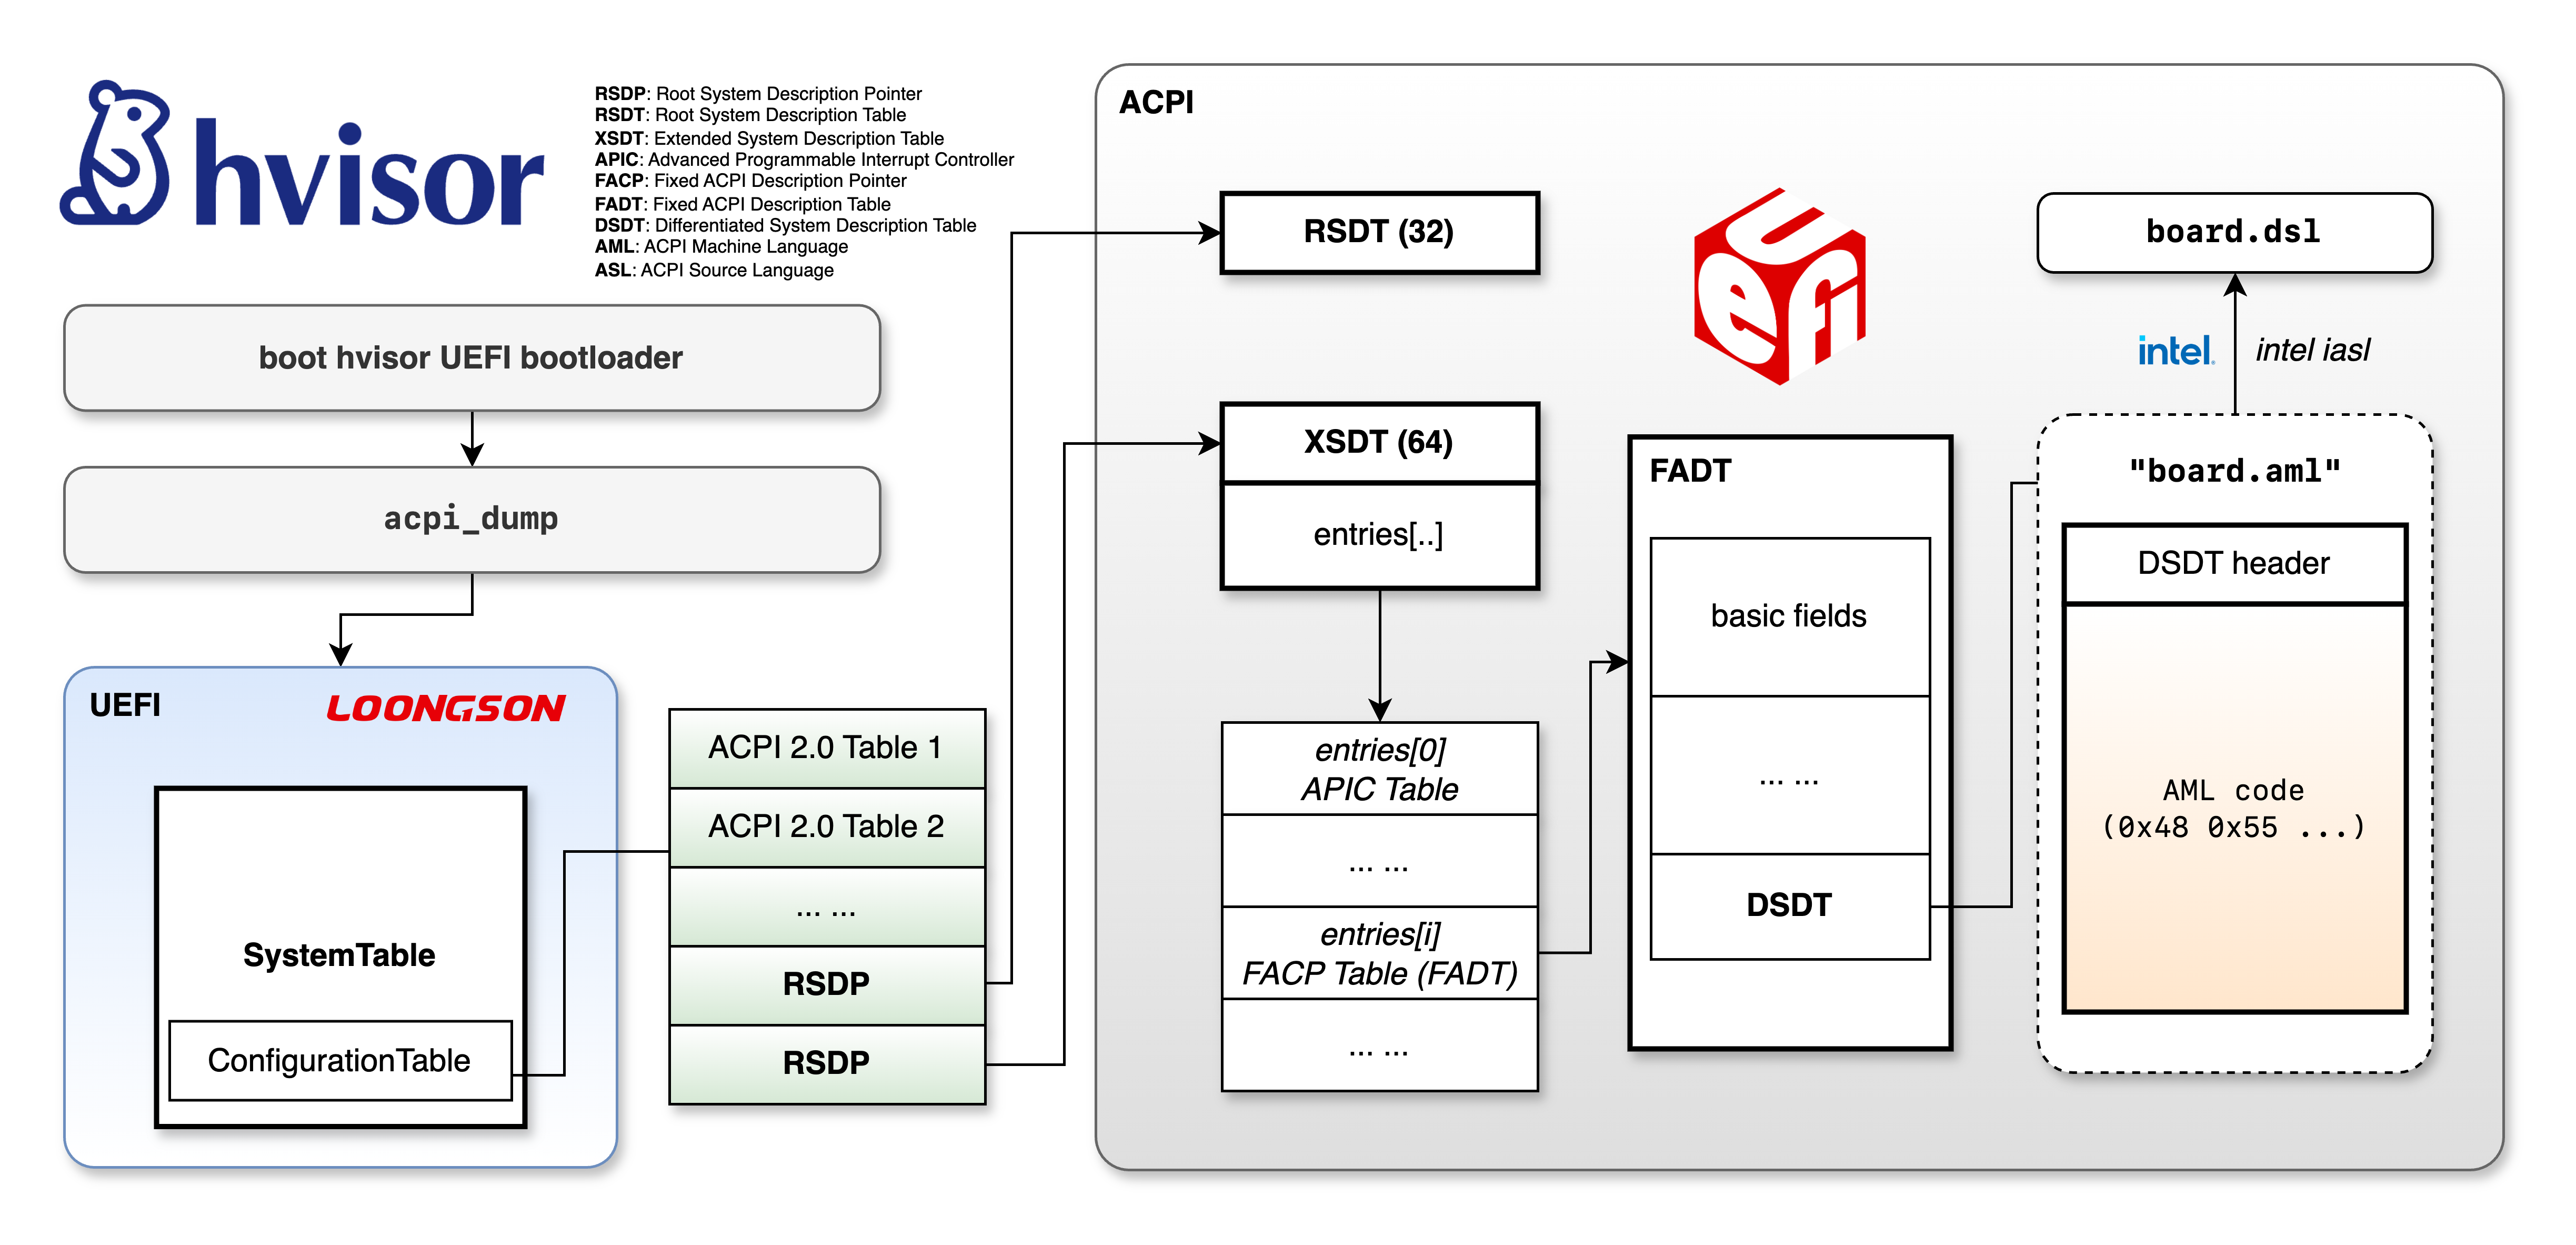 hvisor
RSDP: Root System Description Pointer
RSDT: Root System Description Table
XSDT: Extended System Description Table
APIC: Advanced Programmable Interrupt Controller
FACP: Fixed ACPI Description Pointer
FADT: Fixed ACPI Description Table
DSDT: Differentiated System Description Table
AML: ACPI Machine Language
ASL: ACPI Source Language
boot hvisor UEFI bootloader
acpi_dump
UEFI
LOONGSON
SystemTable
ConfigurationTable
ACPI 2.0 Table 1
ACPI 2.0 Table 2
... ...
RSDP
RSDP
ACPI
RSDT (32)
XSDT (64)
entries[..]
entries[0]
APIC Table
... ...
entries[i]
FACP Table (FADT)
... ...
UEFI
FADT
basic fields
... ...
DSDT
board.dsl
intel.
intel iasl
"board.aml"
DSDT header
AML code
(0x48 0x55 ...)